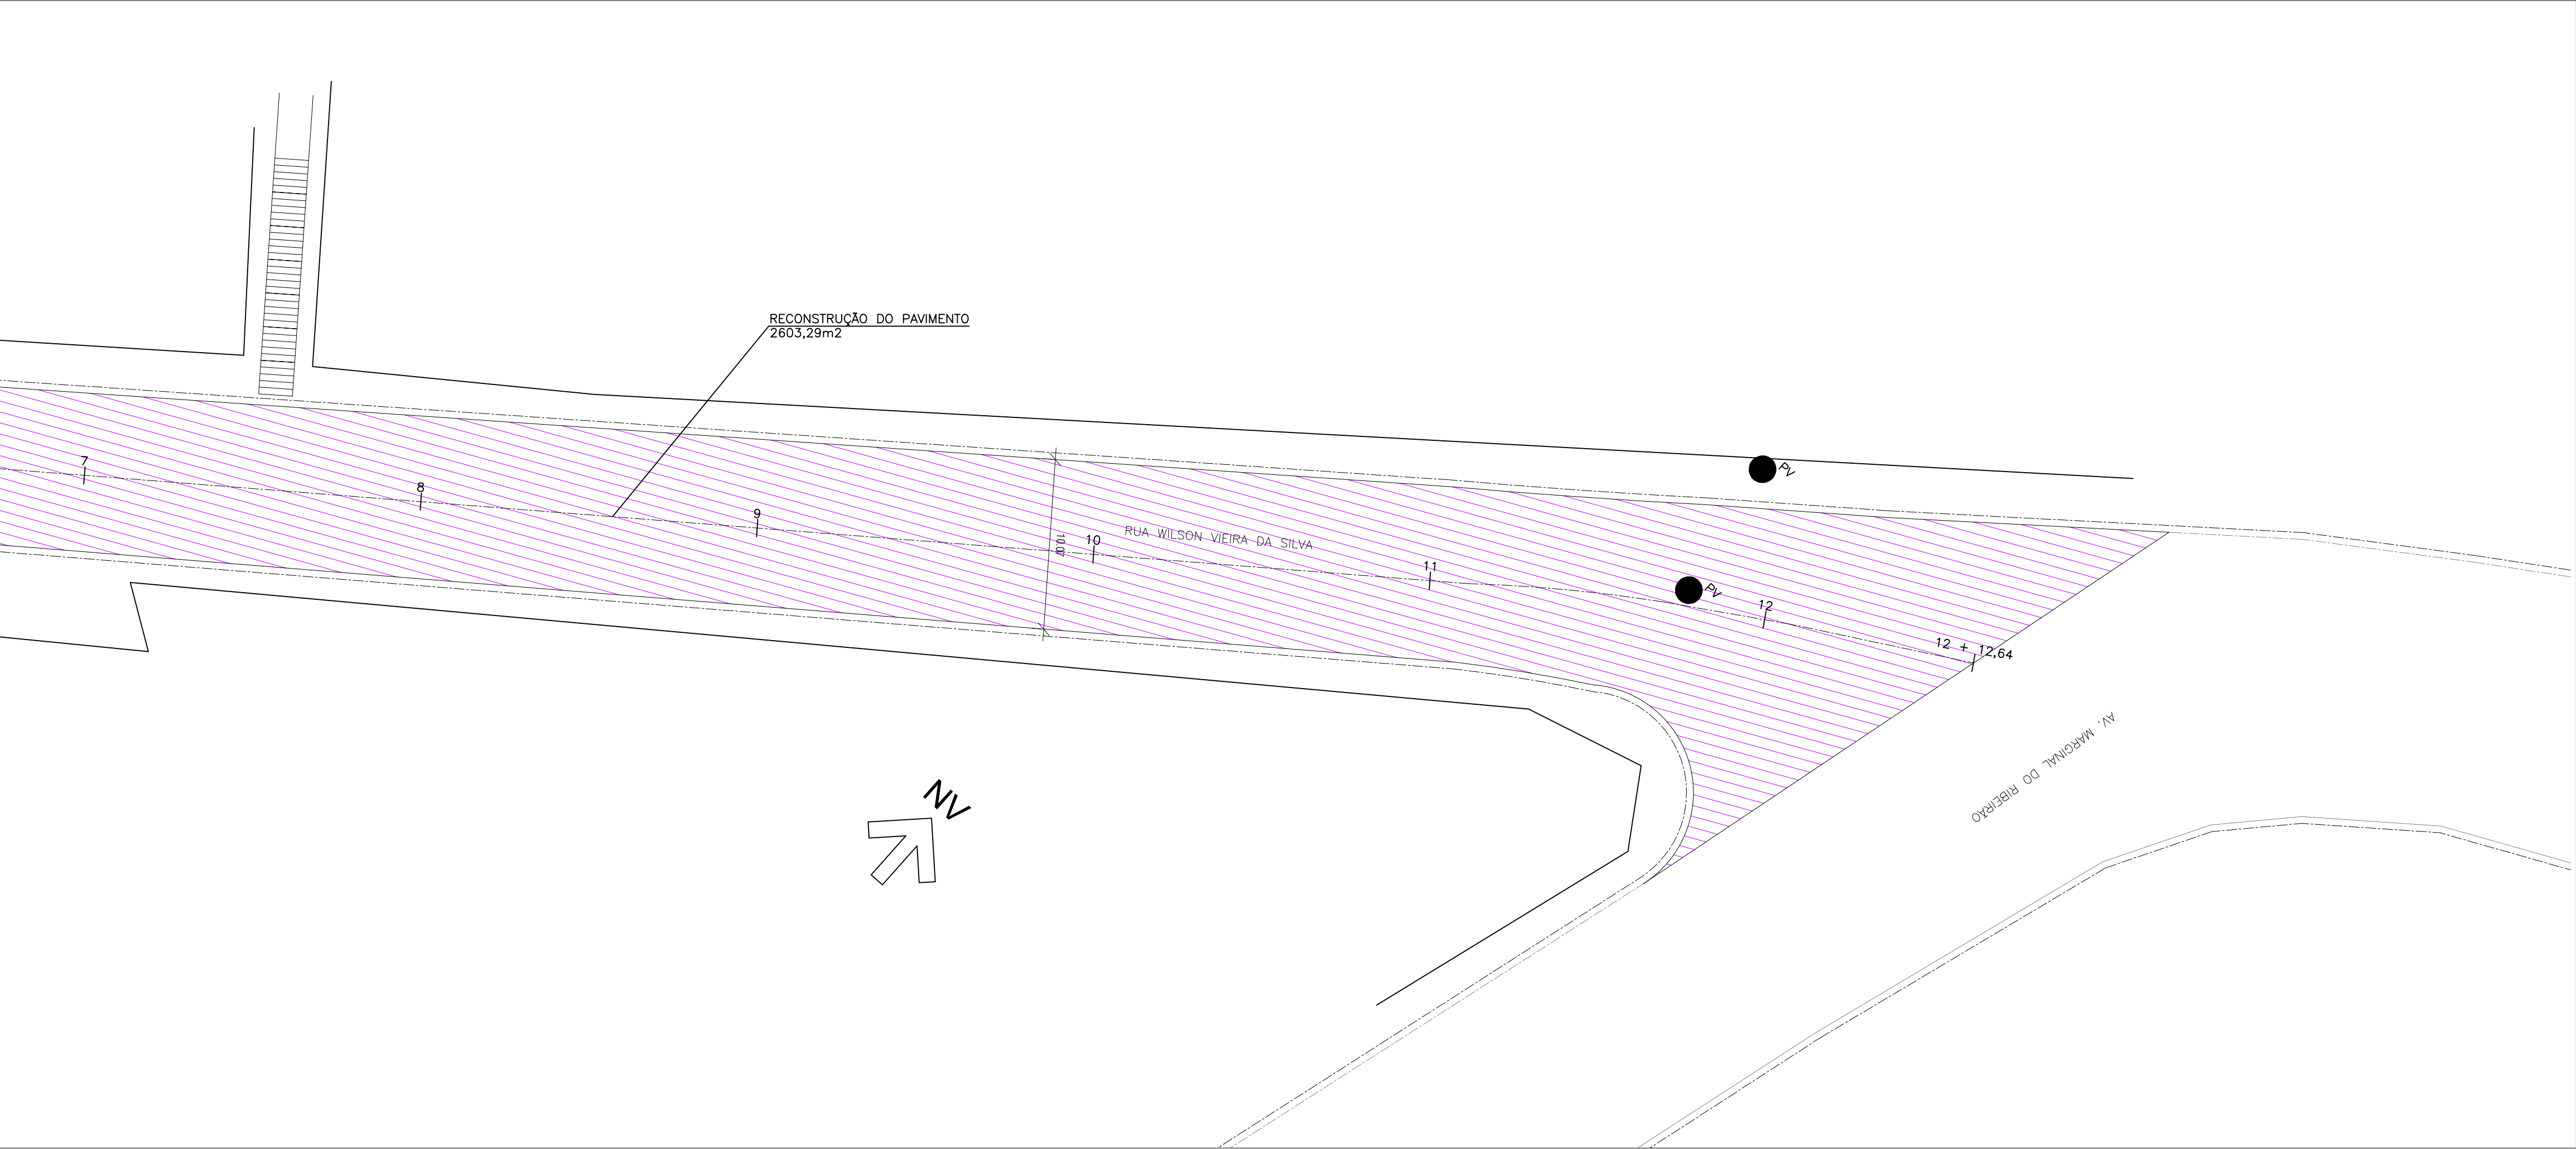 RECONSTRUÇÃO DO PAVIMENTO
2603,29m2
7
8
9
10
11
12
12 + 12,64
10,07
RUA WILSON VIEIRA DA SILVA
PV
PV
AV. MARGINAL DO RIBEIRÃO
NV